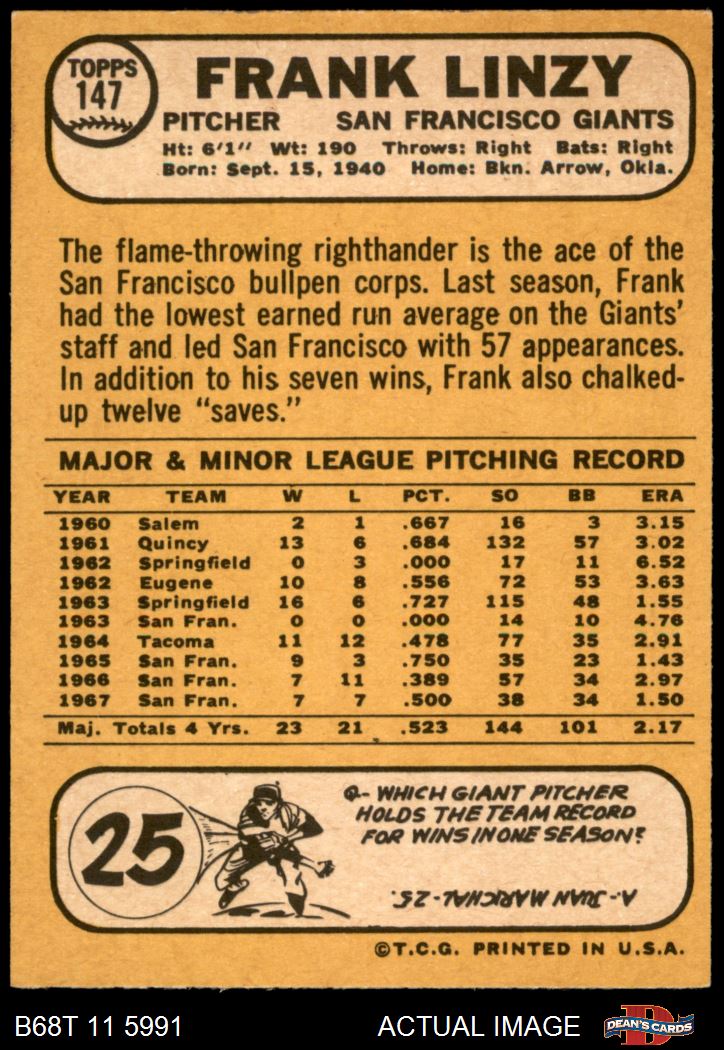 TOPPS
147
FRANK LINZY
PITCHER SAN FRANCISCO GIANTS
Ht: 6'1" Wt: 190 Throws: Right Bats: Right
Born: Sept. 15, 1940 Home: Bkn. Arrow, Okla.
The flame-throwing righthander is the ace of the
San Francisco bullpen corps. Last season, Frank
had the lowest earned run average on the Giants'
staff and led San Francisco with 57 appearances.
In addition to his seven wins, Frank also chalked-
up twelve "saves."
MAJOR & MINOR LEAGUE PITCHING RECORD
YEAR TEAM W L PCT. SO BB ERA
1960 Salem 2 1 .667 16 3 3.15
1961 Quincy 13 6 .684 132 57 3.02
1962 Springfield 0 3 .000 17 11 6.52
1962 Eugene 10 8 .556 72 53 3.63
1963 Springfield 16 6 .727 115 48 1.55
1963 San Fran. 0 0 .000 14 10 4.76
1964 Tacoma 11 12 .478 77 35 2.91
1965 San Fran. 9 3 .750 35 23 1.43
1966 San Fran. 7 11 .389 57 34 2.97
1967 San Fran. 7 7 .500 38 34 1.50
Maj. Totals 4 Yrs. 23 21 .523 144 101 2.17
25
Q- WHICH GIANT PITCHER
HOLDS THE TEAM RECORD
FOR WINS IN ONE SEASON?
A- JUAN MARICHAL-25.
©T.C.G. PRINTED IN U.S.A.
B68T 11 5991 ACTUAL IMAGE
D
DEAN'S CARDS